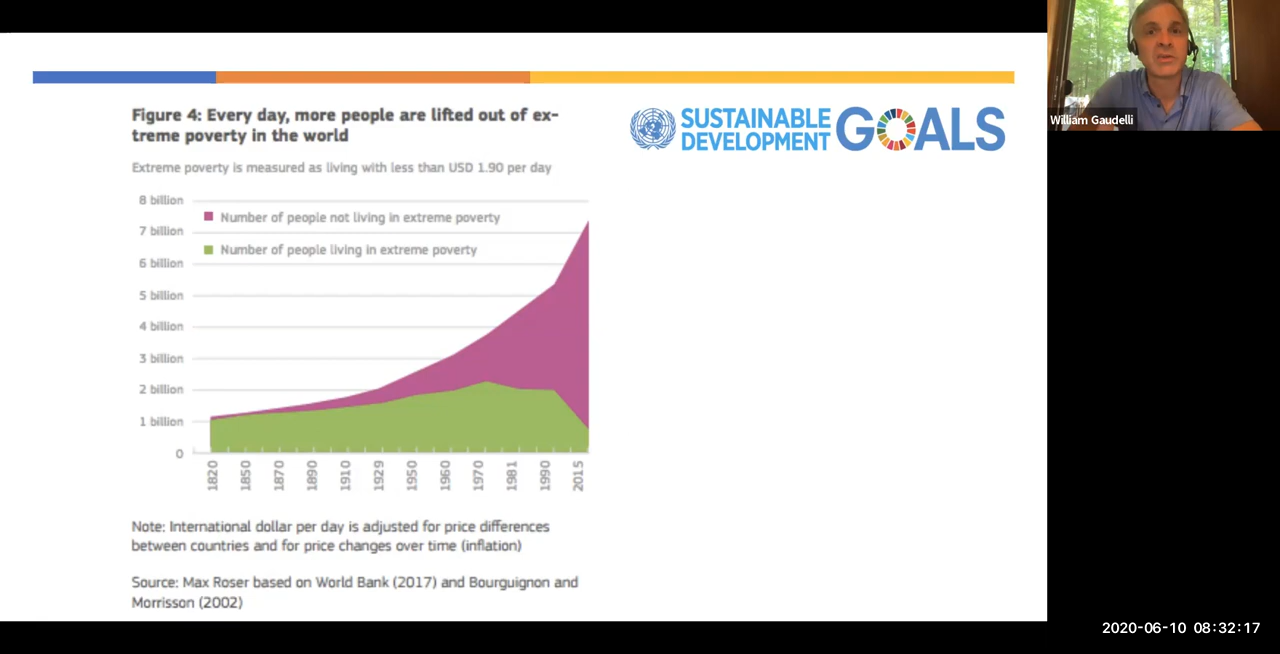 Figure 4: Every day, more people are lifted out of ex-
treme poverty in the world
SUSTAINABLE
DEVELOPMENT
GOALS
William Gaudelli
Extreme poverty is measured as living with less than USD 1.90 per day
8 billion
Number of people not living in extreme poverty
7 billion
Number of people living in extreme poverty
6 billion
5 billion
4 billion
3 billion
2 billion
1 billion
0
1820
1850
1870
1890
1910
1929
1950
1960
1970
1981
1990
2015
Note: International dollar per day is adjusted for price differences
between countries and for price changes over time (inflation)
Source: Max Roser based on World Bank (2017) and Bourguignon and
Morrisson (2002)
2020-06-10 08:32:17